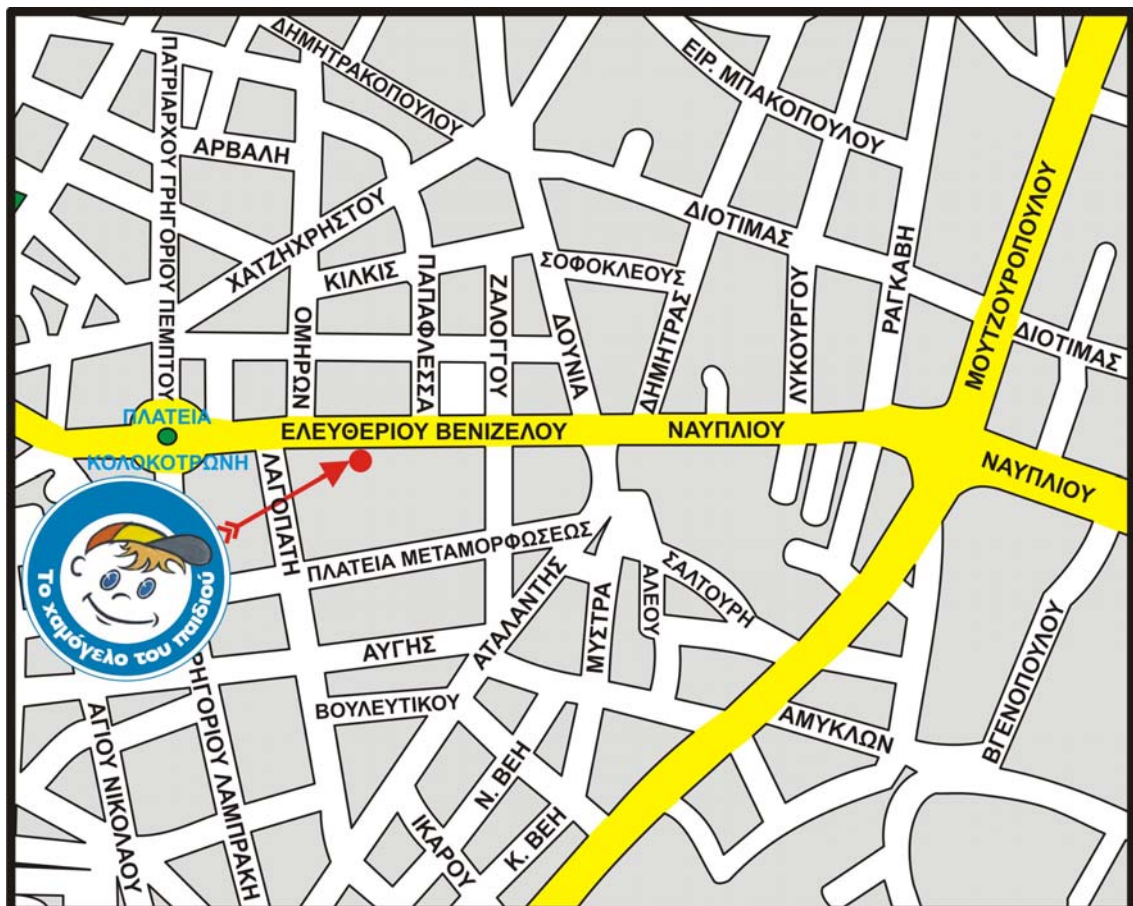 ΔΗΜΗΤΡΑΚΟΠΟΥΛΟΥ
ΕΙΡ. ΜΠΑΚΟΠΟΥΛΟΥ
ΠΑΤΡΙΑΡΧΟΥ ΓΡΗΓΟΡΙΟΥ ΠΕΜΠΤΟΥ
ΑΡΒΑΛΗ
ΜΟΥΤΖΟΥΡΟΠΟΥΛΟΥ
ΧΑΤΖΗΧΡΗΣΤΟΥ
ΔΙΟΤΙΜΑΣ
ΡΑΓΚΑΒΗ
ΚΙΛΚΙΣ
ΠΑΠΑΦΛΕΣΣΑ
ΖΑΛΟΓΓΟΥ
ΣΟΦΟΚΛΕΟΥΣ
ΛΥΚΟΥΡΓΟΥ
ΔΗΜΗΤΡΑΣ
ΟΜΗΡΩΝ
ΔΟΥΝΙΑ
ΔΙΟΤΙΜΑΣ
ΠΛΑΤΕΙΑ
ΚΟΛΟΚΟΤΡΩΝΗ
ΕΛΕΥΘΕΡΙΟΥ ΒΕΝΙΖΕΛΟΥ
ΝΑΥΠΛΙΟΥ
ΝΑΥΠΛΙΟΥ
ΛΑΓΟΠΑΤΗ
ΠΛΑΤΕΙΑ ΜΕΤΑΜΟΡΦΩΣΕΩΣ
ΣΑΛΤΟΥΡΗ
ΑΛΕΟΥ
ΜΥΣΤΡΑ
ΑΤΑΛΑΝΤΗΣ
Το χαμόγελο του παιδιού
ΑΥΓΗΣ
ΒΟΥΛΕΥΤΙΚΟΥ
ΒΓΕΝΟΠΟΥΛΟΥ
ΑΜΥΚΛΩΝ
ΡΗΓΟΡΙΟΥ ΛΑΜΠΡΑΚΗ
ΑΓΙΟΥ ΝΙΚΟΛΑΟΥ
Ν. ΒΕΗ
Κ. ΒΕΗ
ΙΚΑΡΟΥ